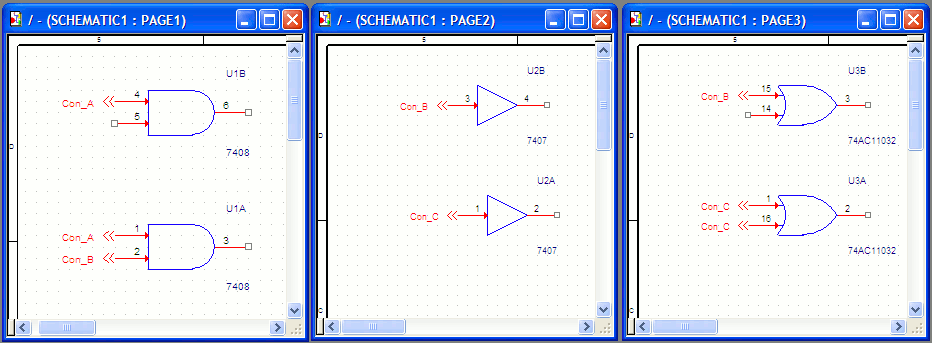 / - (SCHEMATIC1 : PAGE1)
5
D
U1B
Con_A
4
5
6
7408
U1A
Con_A
1
Con_B
2
3
7408
/ - (SCHEMATIC1 : PAGE2)
5
D
C
U2B
Con_B
3
4
7407
U2A
Con_C
1
2
7407
/ - (SCHEMATIC1 : PAGE3)
5
D
C
U3B
Con_B
15
14
3
74AC11032
U3A
Con_C
1
Con_C
16
2
74AC11032